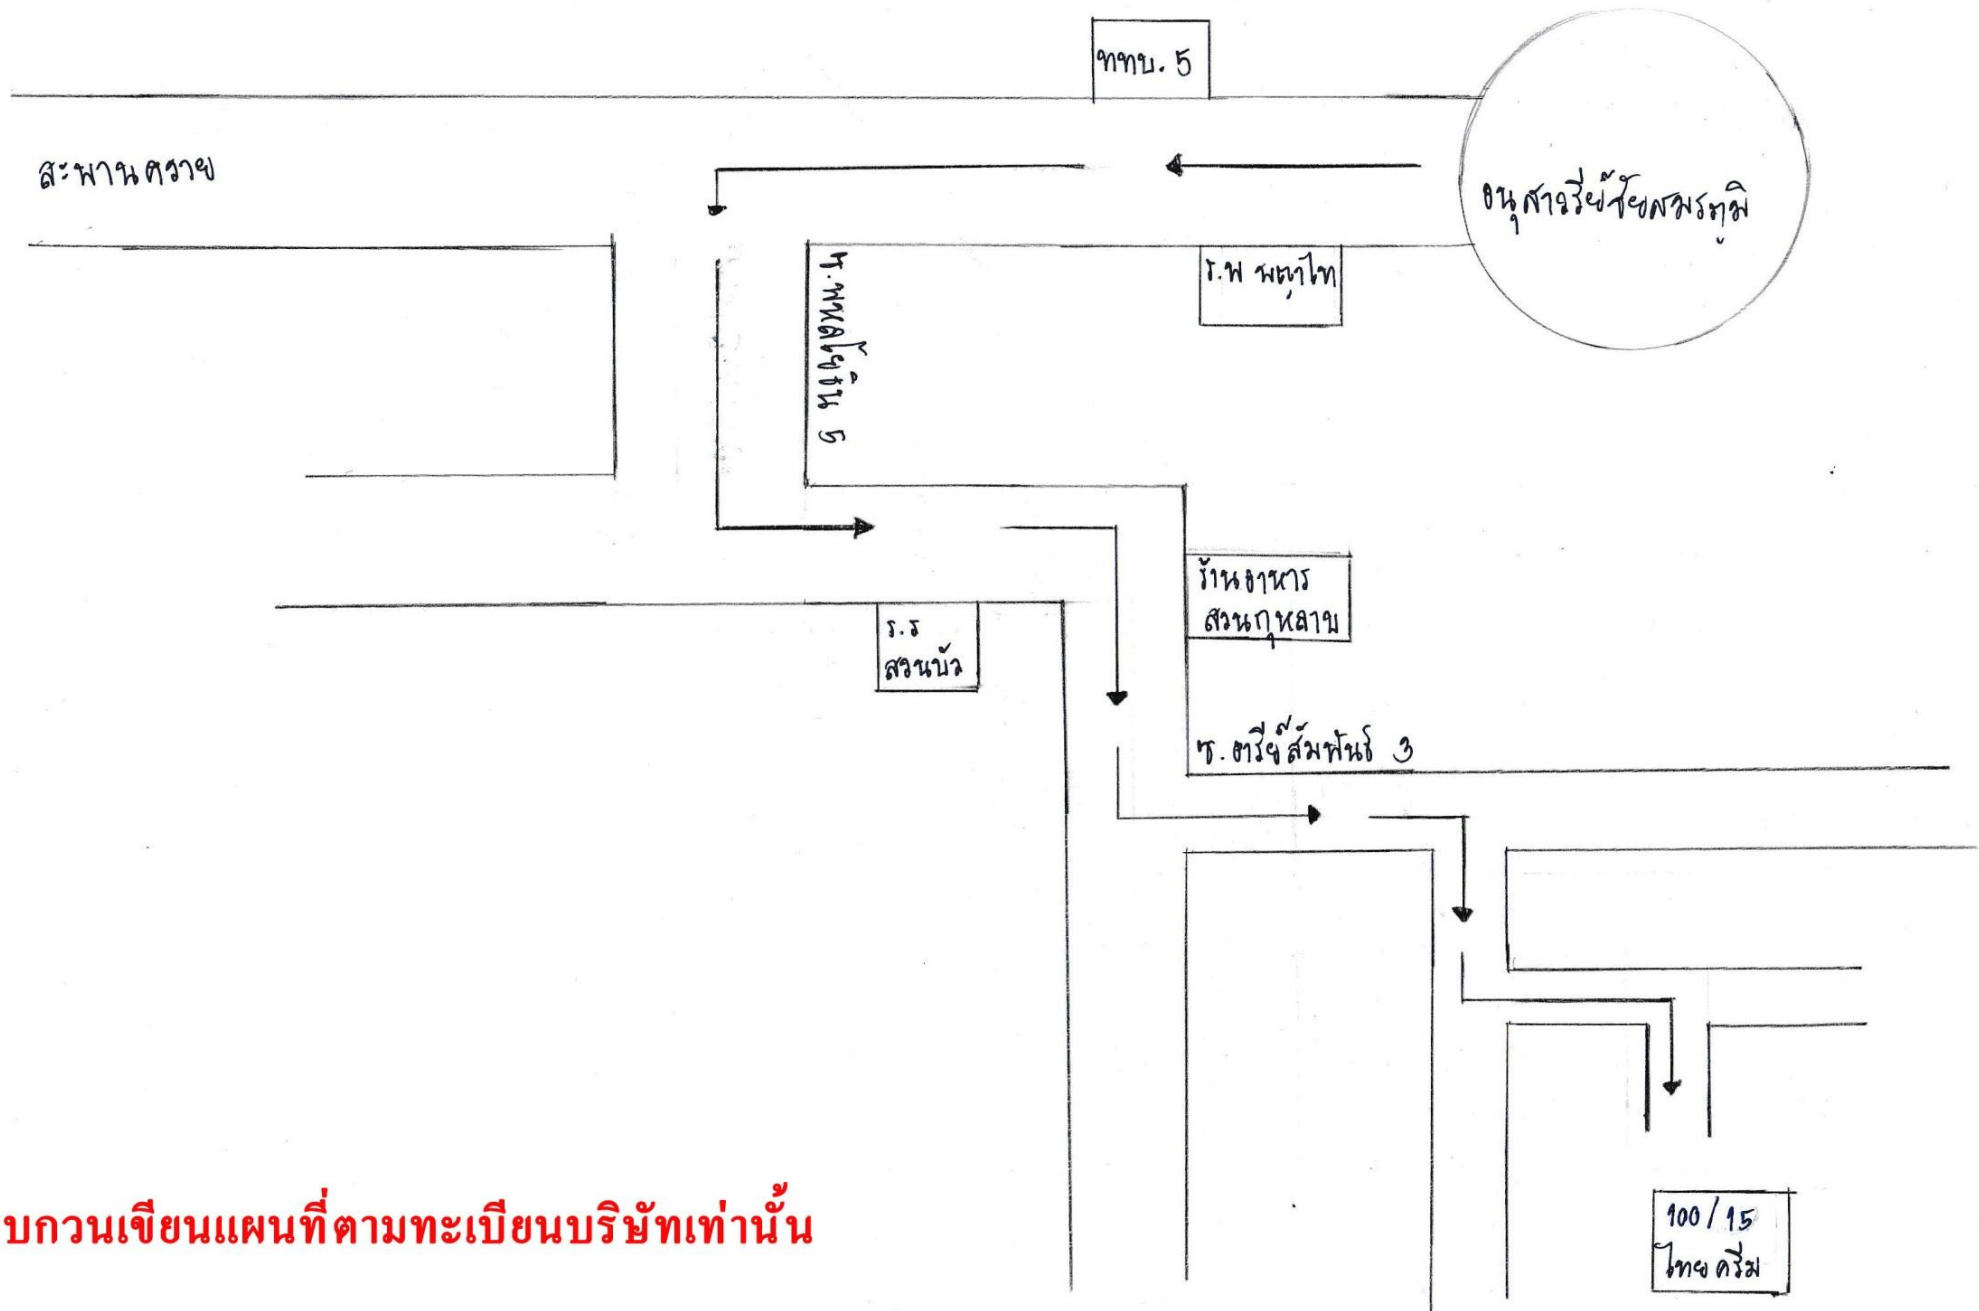 ททบ. 5
สะพานควาย
อนุสาวรีย์ชัยสมรภูมิ
ร.พ พญาไท
ซ.พหลโยธิน 5
ร้านอาหาร
สวนกุหลาบ
ร.ร
สวนบัว
ซ.อารีย์สัมพันธ์ 3
บกวนเขียนแผนที่ตามทะเบียนบริษัทเท่านั้น
100/15
ไทยครีม